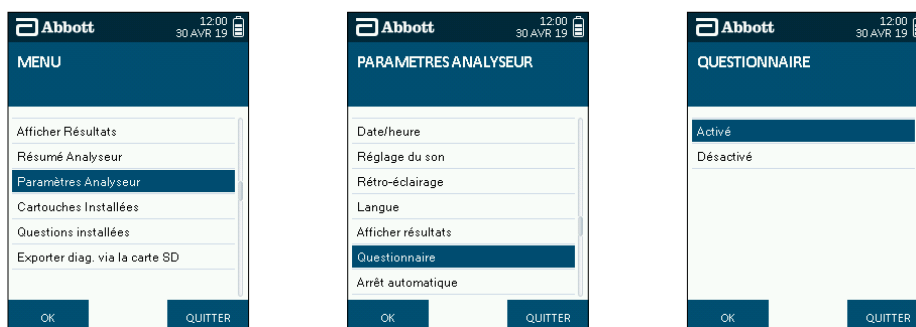 Abbott
12:00
30 AVR 19
MENU
Afficher Résultats
Résumé Analyseur
Paramètres Analyseur
Cartouches Installées
Questions installées
Exporter diag. via la carte SD
OK
QUITTER
Abbott
12:00
30 AVR 19
PARAMETRES ANALYSEUR
Date/heure
Réglage du son
Rétro-éclairage
Langue
Afficher résultats
Questionnaire
Arrêt automatique
OK
QUITTER
Abbott
12:00
30 AVR 19
QUESTIONNAIRE
Activé
Désactivé
OK
QUITTER